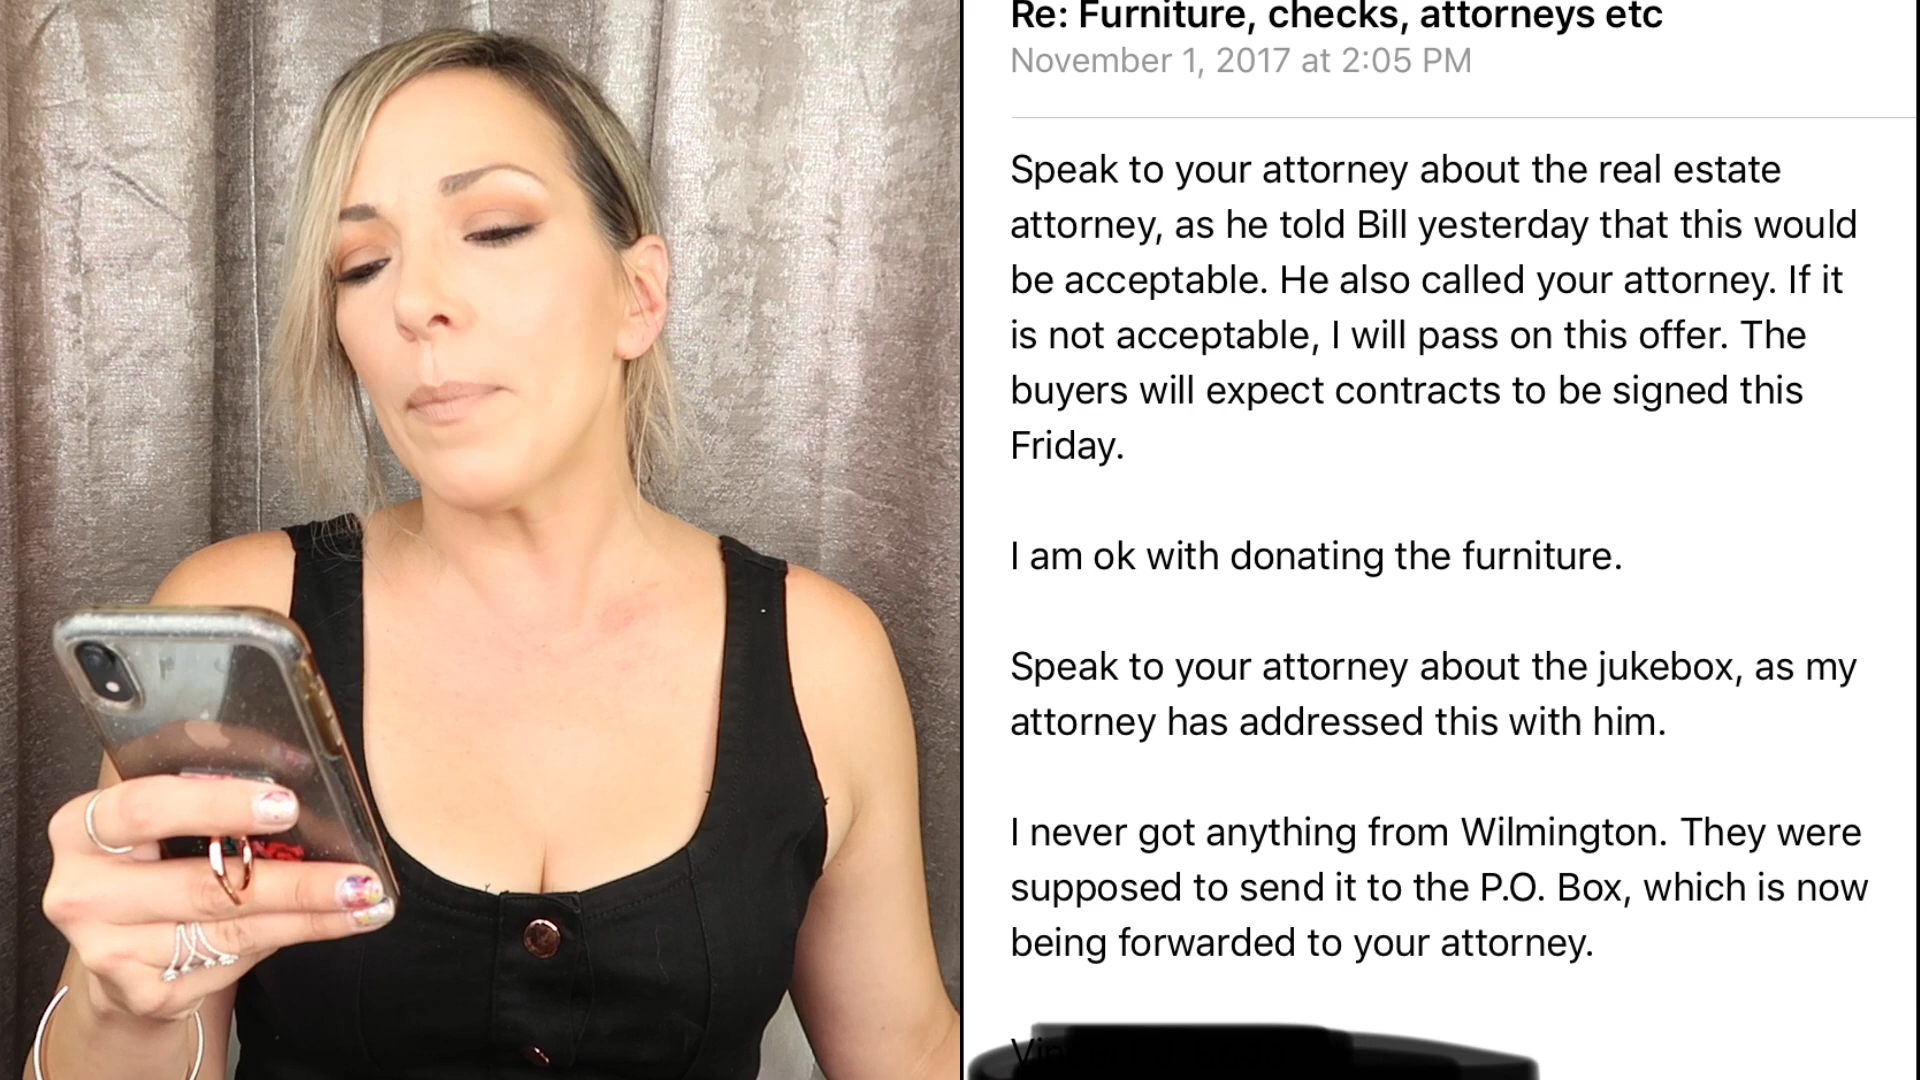 Re: Furniture, checks, attorneys etc
November 1, 2017 at 2:05 PM
Speak to your attorney about the real estate
attorney, as he told Bill yesterday that this would
be acceptable. He also called your attorney. If it
is not acceptable, I will pass on this offer. The
buyers will expect contracts to be signed this
Friday.
I am ok with donating the furniture.
Speak to your attorney about the jukebox, as my
attorney has addressed this with him.
I never got anything from Wilmington. They were
supposed to send it to the P.O. Box, which is now
being forwarded to your attorney.